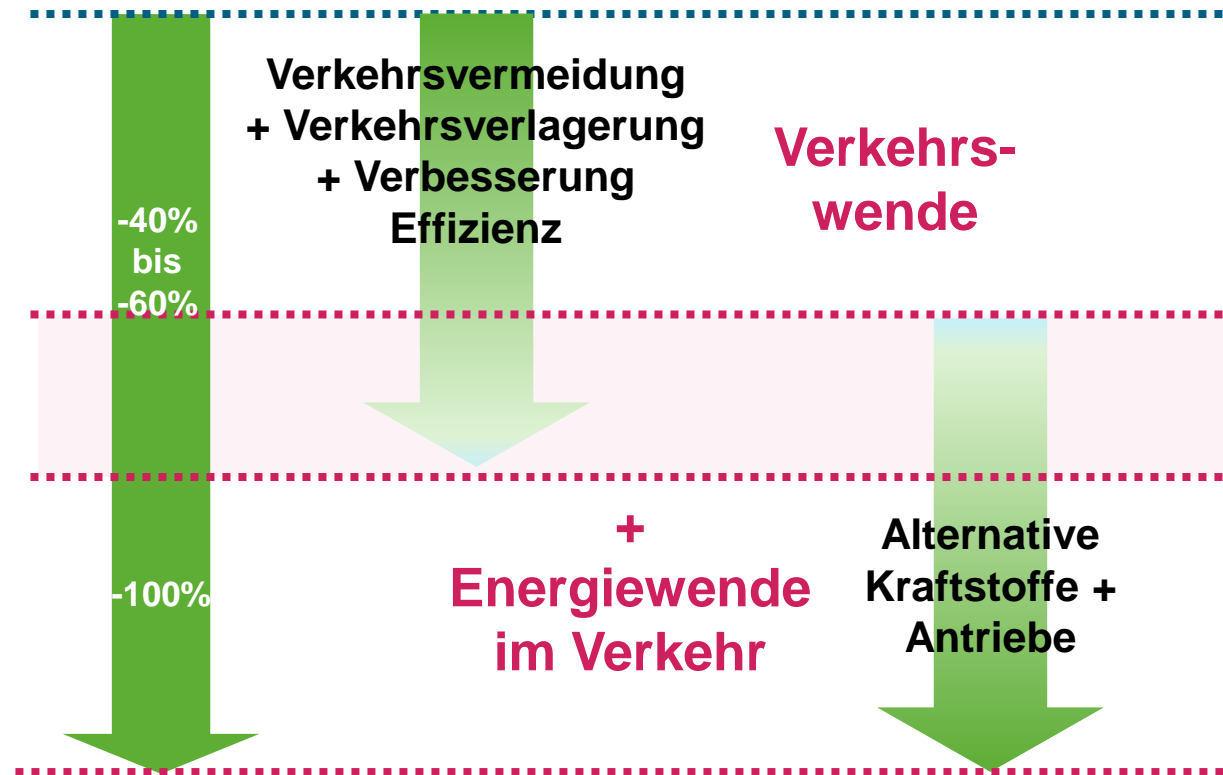 Verkehrsvermeidung
+ Verkehrsverlagerung
+ Verbesserung
Effizienz
Verkehrs-
wende
-40%
bis
-60%
-100%
+
Energiewende
im Verkehr
Alternative
Kraftstoffe +
Antriebe